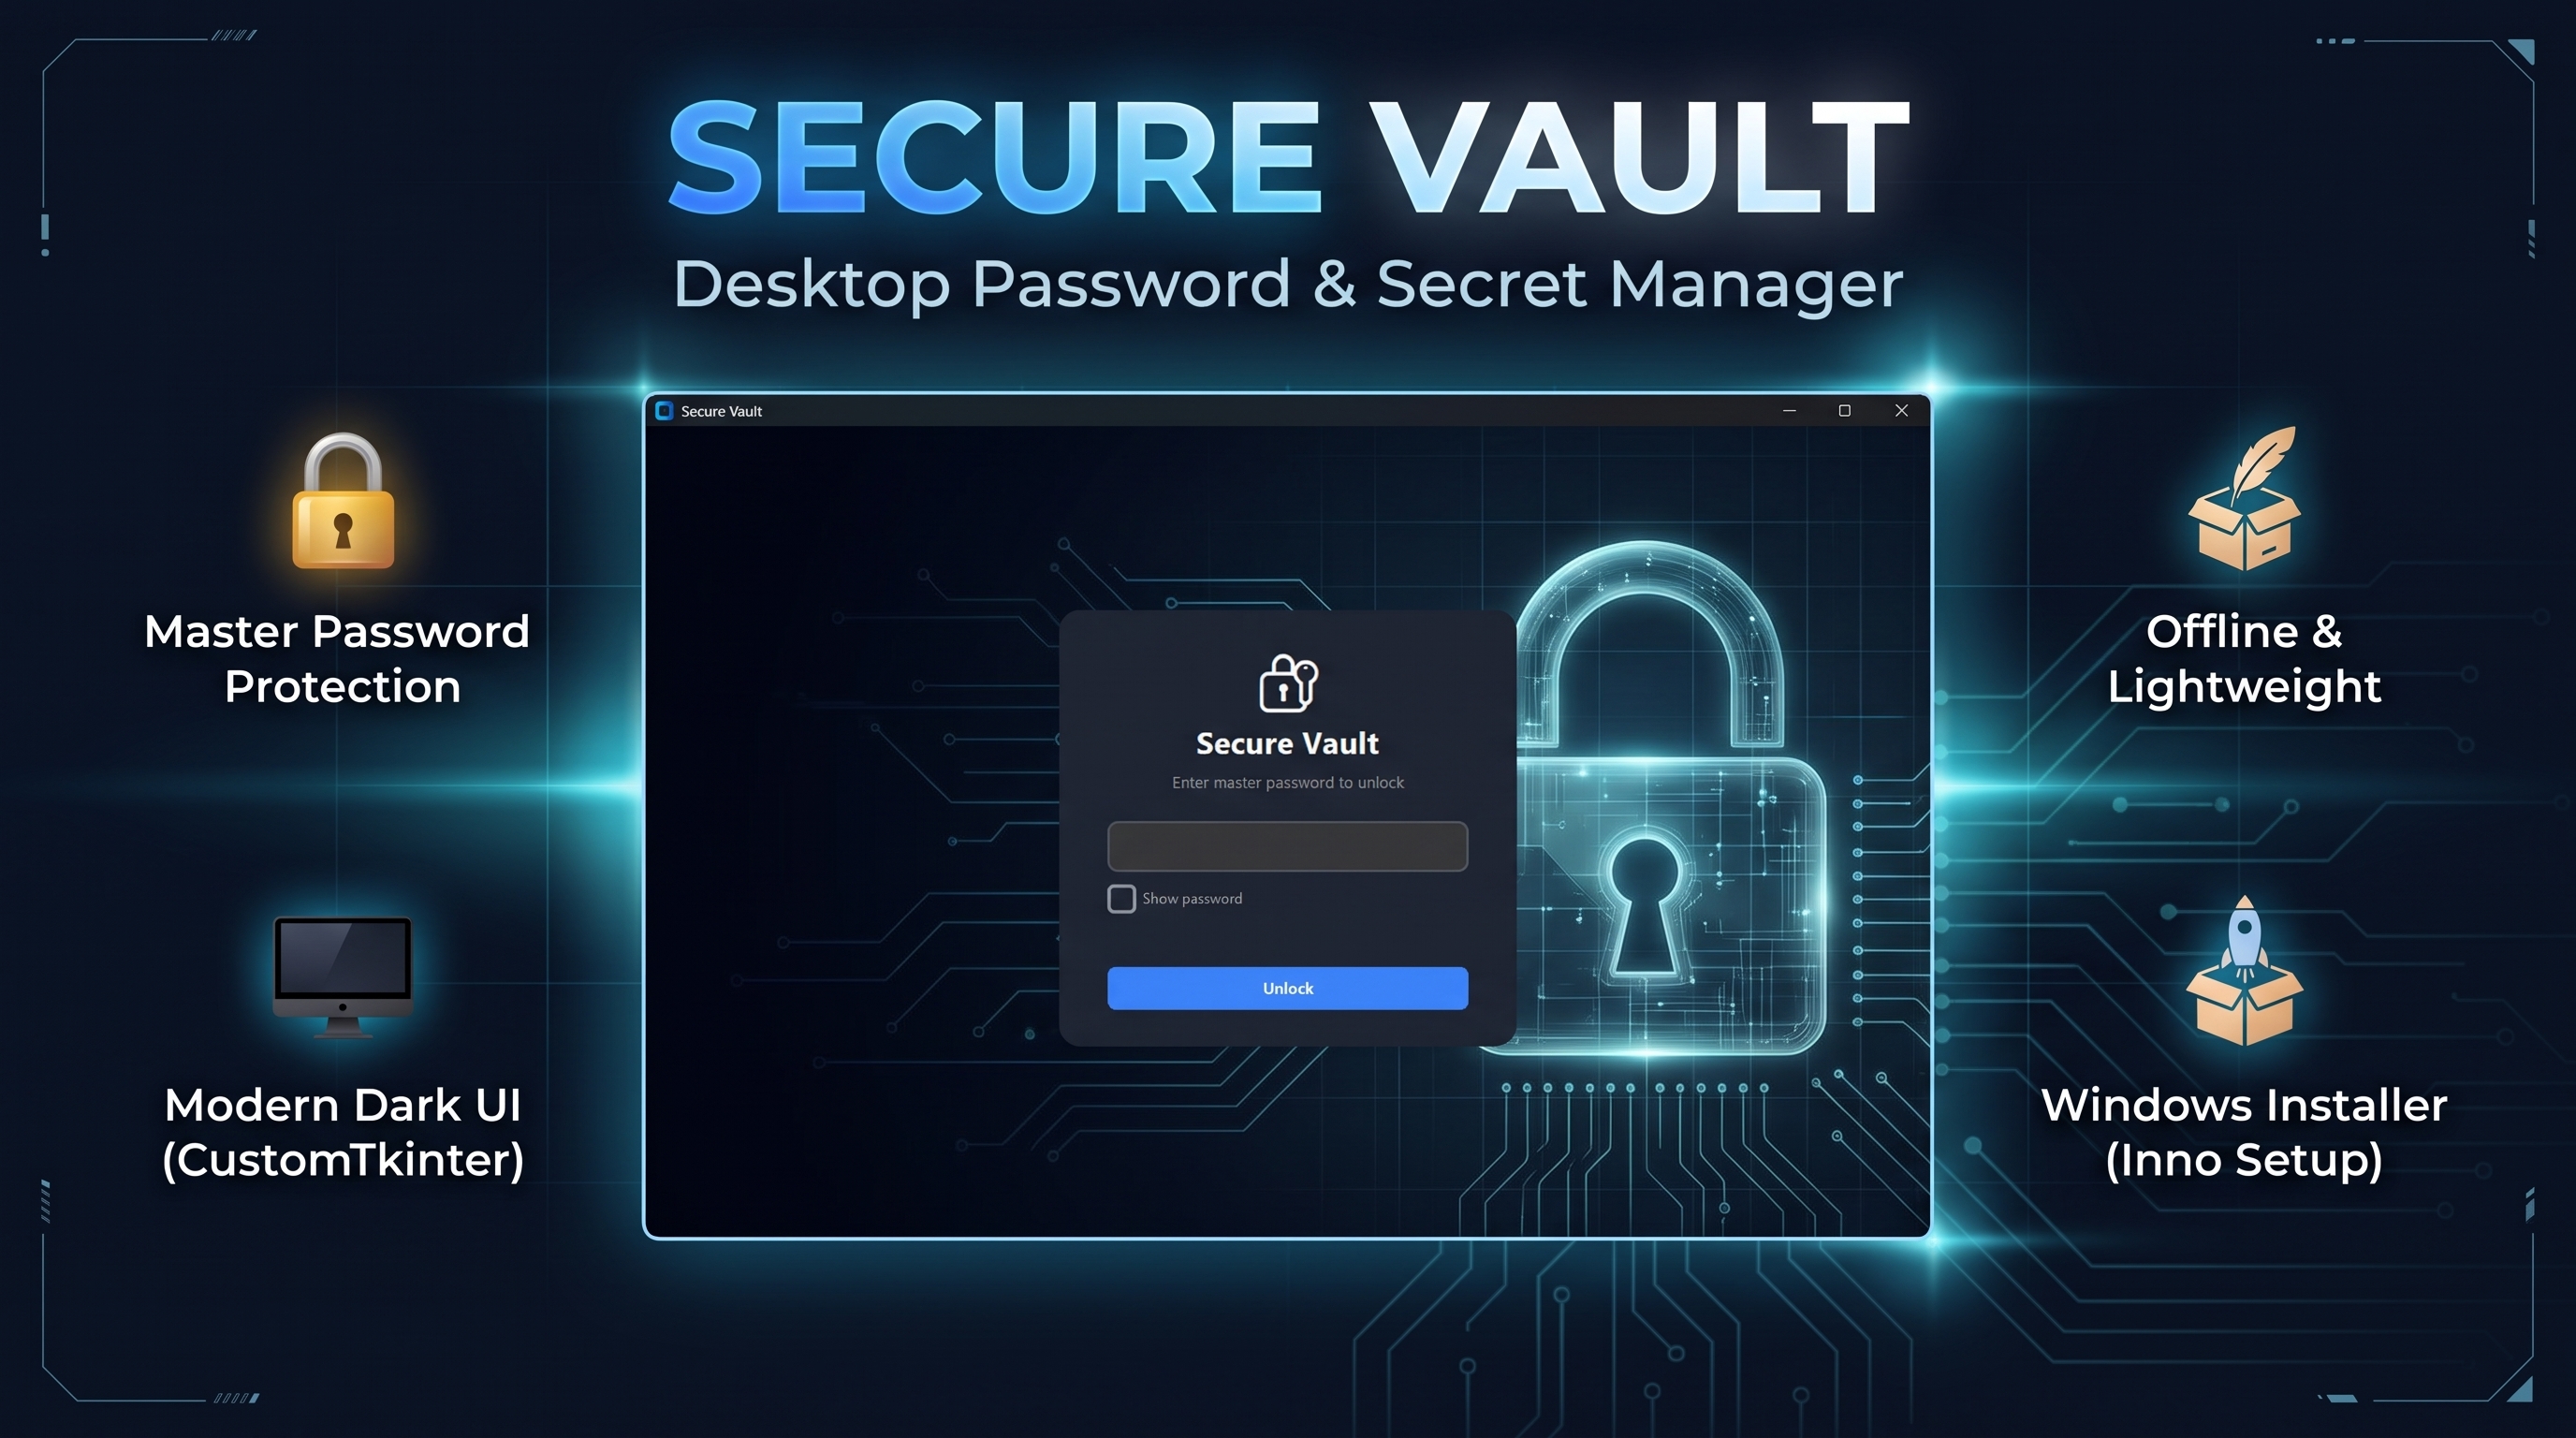 SECURE VAULT
Desktop Password & Secret Manager
Secure Vault
Master Password
Protection
Modern Dark UI
(CustomTkinter)
Secure Vault
Enter master password to unlock
Show password
Unlock
Offline &
Lightweight
Windows Installer
(Inno Setup)